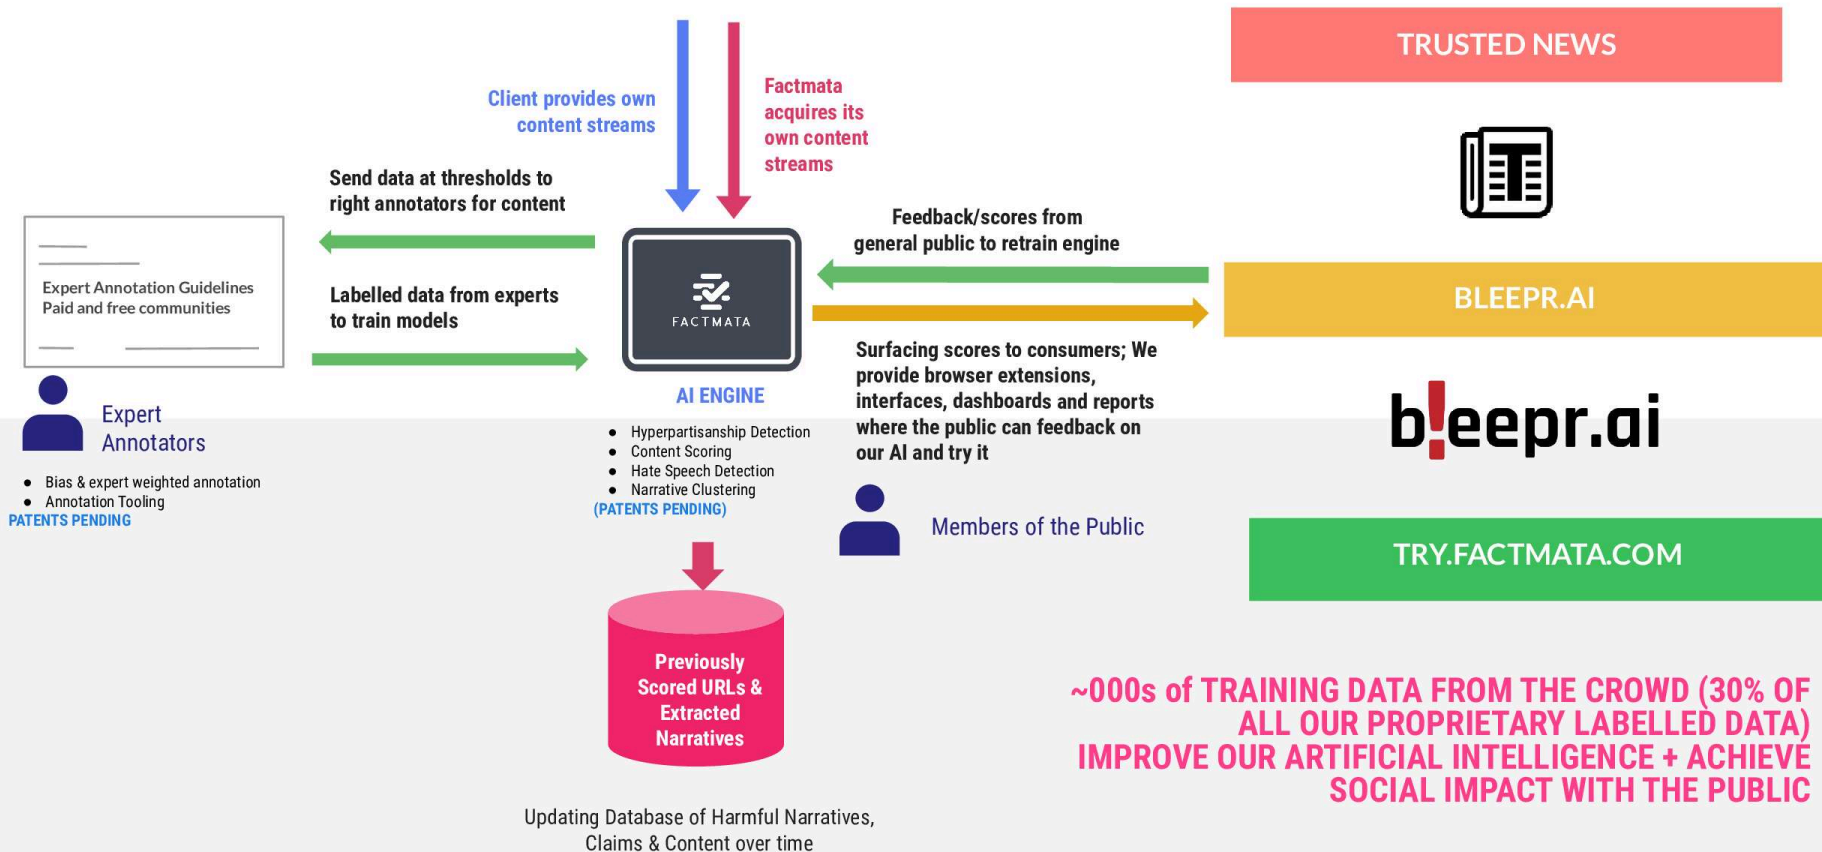 Client provides own
content streams
Factmata
acquires its
own content
streams
Send data at thresholds to
right annotators for content
Expert Annotation Guidelines
Paid and free communities
Labelled data from experts
to train models
Expert
Annotators
● Bias & expert weighted annotation
● Annotation Tooling
PATENTS PENDING
FACTMATA
AI ENGINE
● Hyperpartisanship Detection
● Content Scoring
● Hate Speech Detection
● Narrative Clustering
(PATENTS PENDING)
Previously
Scored URLs &
Extracted
Narratives
Updating Database of Harmful Narratives,
Claims & Content over time
Feedback/scores from
general public to retrain engine
Surfacing scores to consumers; We
provide browser extensions,
interfaces, dashboards and reports
where the public can feedback on
our AI and try it
Members of the Public
TRUSTED NEWS
T
BLEEPR.AI
b!eepr.ai
TRY.FACTMATA.COM
~000s of TRAINING DATA FROM THE CROWD (30% OF
ALL OUR PROPRIETARY LABELLED DATA)
IMPROVE OUR ARTIFICIAL INTELLIGENCE + ACHIEVE
SOCIAL IMPACT WITH THE PUBLIC